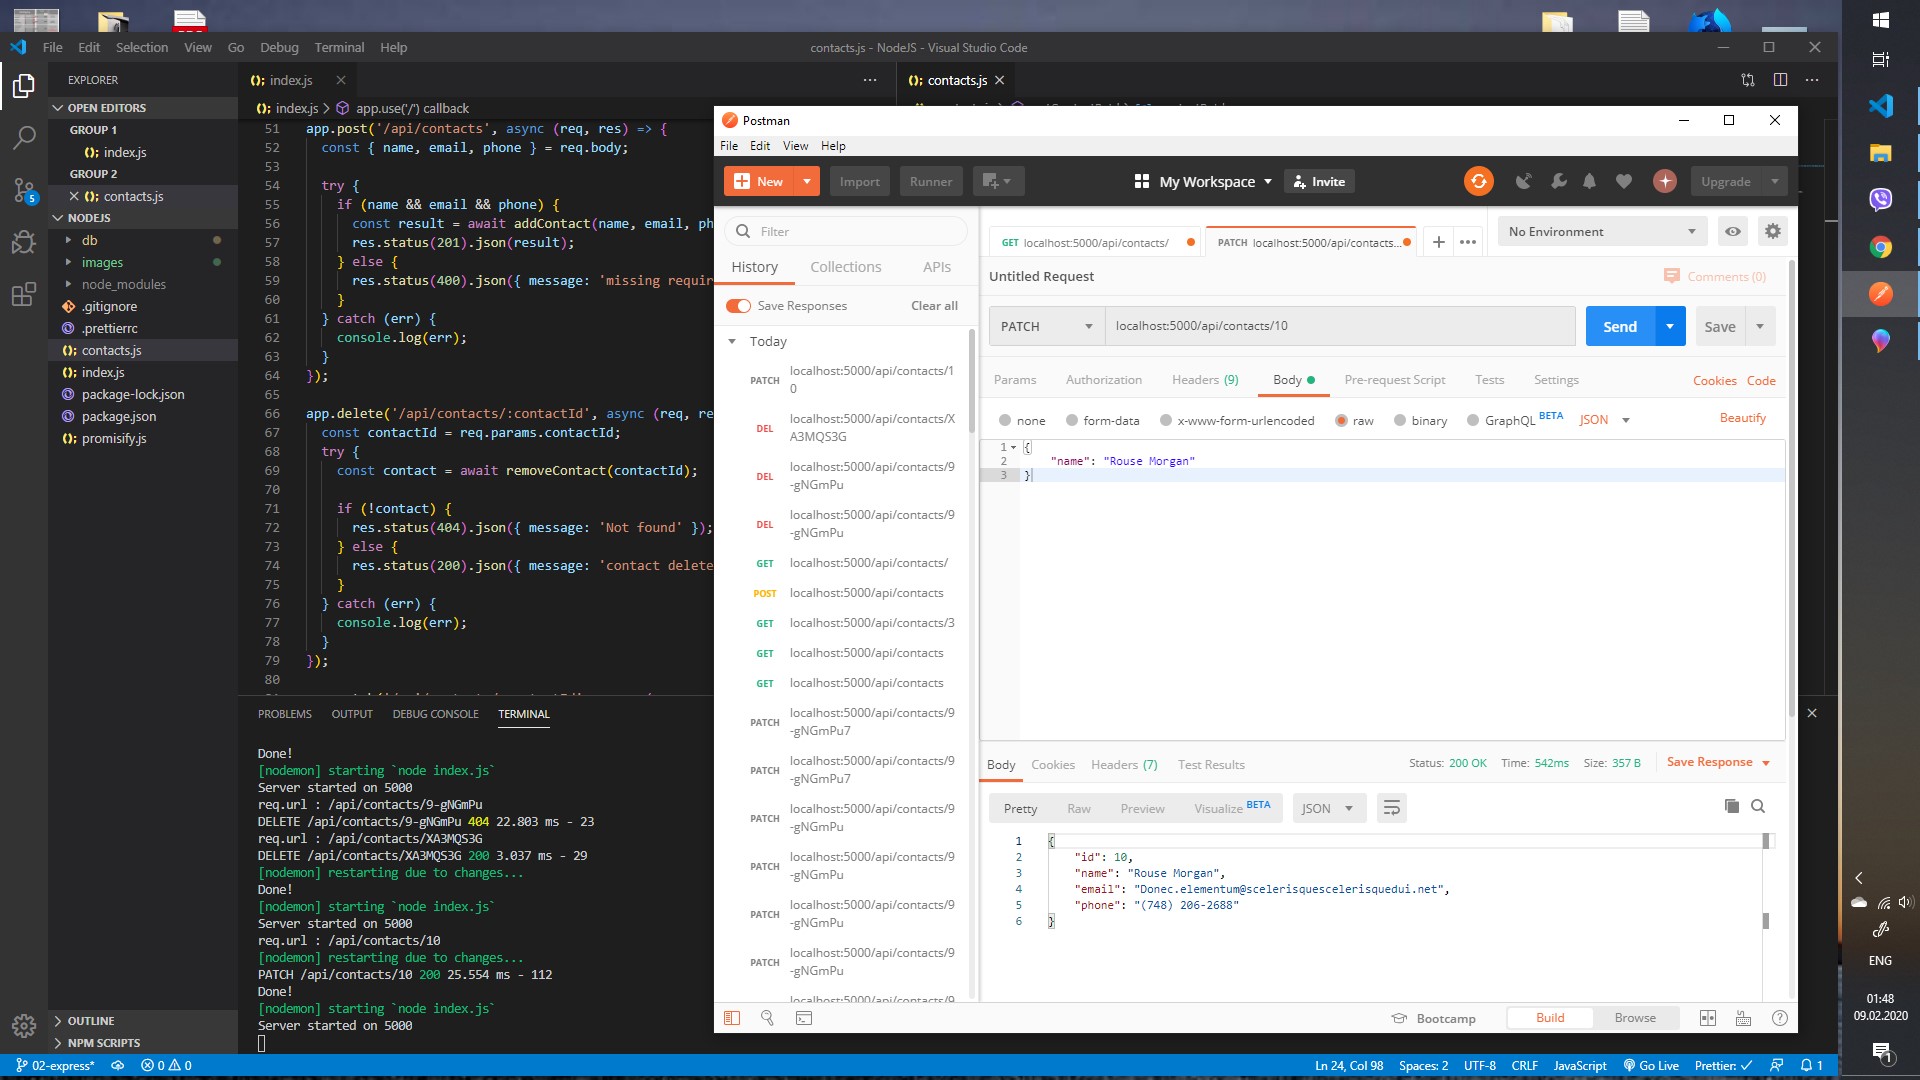 File Edit Selection View Go Debug Terminal Help
contacts.js - NodeJS - Visual Studio Code
EXPLORER
OPEN EDITORS
GROUP 1
index.js
GROUP 2
contacts.js
NODEJS
db
images
node_modules
.gitignore
.prettierrc
contacts.js
index.js
package-lock.json
package.json
promisify.js
OUTLINE
NPM SCRIPTS
index.js
contacts.js
index.js > app.use('/') callback
51 app.post('/api/contacts', async (req, res) => {
52 const { name, email, phone } = req.body;
53
54 try {
55 if (name && email && phone) {
56 const result = await addContact(name, email, ph
57 res.status(201).json(result);
58 } else {
59 res.status(400).json({ message: 'missing requir
60 }
61 } catch (err) {
62 console.log(err);
63 }
64 });
65
66 app.delete('/api/contacts/:contactId', async (req, re
67 const contactId = req.params.contactId;
68 try {
69 const contact = await removeContact(contactId);
70
71 if (!contact) {
72 res.status(404).json({ message: 'Not found' });
73 } else {
74 res.status(200).json({ message: 'contact delete
75 }
76 } catch (err) {
77 console.log(err);
78 }
79 });
80
PROBLEMS OUTPUT DEBUG CONSOLE TERMINAL
Done!
[nodemon] starting `node index.js`
Server started on 5000
req.url : /api/contacts/9-gNGmPu
DELETE /api/contacts/9-gNGmPu 404 22.803 ms - 23
req.url : /api/contacts/XA3MQS3G
DELETE /api/contacts/XA3MQS3G 200 3.037 ms - 29
[nodemon] restarting due to changes...
Done!
[nodemon] starting `node index.js`
Server started on 5000
req.url : /api/contacts/10
[nodemon] restarting due to changes...
PATCH /api/contacts/10 200 25.554 ms - 112
Done!
[nodemon] starting `node index.js`
Server started on 5000
Postman
File Edit View Help
New Import Runner
My Workspace Invite
Upgrade
Filter
History Collections APIs
Save Responses Clear all
Today
PATCH localhost:5000/api/contacts/1
0
DEL localhost:5000/api/contacts/X
A3MQS3G
DEL localhost:5000/api/contacts/9
-gNGmPu
DEL localhost:5000/api/contacts/9
-gNGmPu
GET localhost:5000/api/contacts/
POST localhost:5000/api/contacts
GET localhost:5000/api/contacts/3
GET localhost:5000/api/contacts
GET localhost:5000/api/contacts
PATCH localhost:5000/api/contacts/9
-gNGmPu7
PATCH localhost:5000/api/contacts/9
-gNGmPu7
PATCH localhost:5000/api/contacts/9
-gNGmPu
PATCH localhost:5000/api/contacts/9
-gNGmPu
PATCH localhost:5000/api/contacts/9
-gNGmPu
PATCH localhost:5000/api/contacts/9
-gNGmPu
localhost:5000/api/contacts/9
GET localhost:5000/api/contacts/
PATCH localhost:5000/api/contacts...
No Environment
Untitled Request
Comments (0)
PATCH localhost:5000/api/contacts/10
Send Save
Params Authorization Headers (9) Body Pre-request Script Tests Settings Cookies Code
none form-data x-www-form-urlencoded raw binary GraphQL BETA JSON Beautify
1 {
2 "name": "Rouse Morgan"
3 }
Body Cookies Headers (7) Test Results Status: 200 OK Time: 542ms Size: 357 B Save Response
Pretty Raw Preview Visualize BETA JSON
1 {
2 "id": 10,
3 "name": "Rouse Morgan",
4 "email": "Donec.elementum@scelerisquescelerisquedui.net",
5 "phone": "(748) 206-2688"
6 }
Bootcamp Build Browse
02-express* 0 0
Ln 24, Col 98 Spaces: 2 UTF-8 CRLF JavaScript Go Live Prettier: 1
5
ENG
01:48
09.02.2020
1